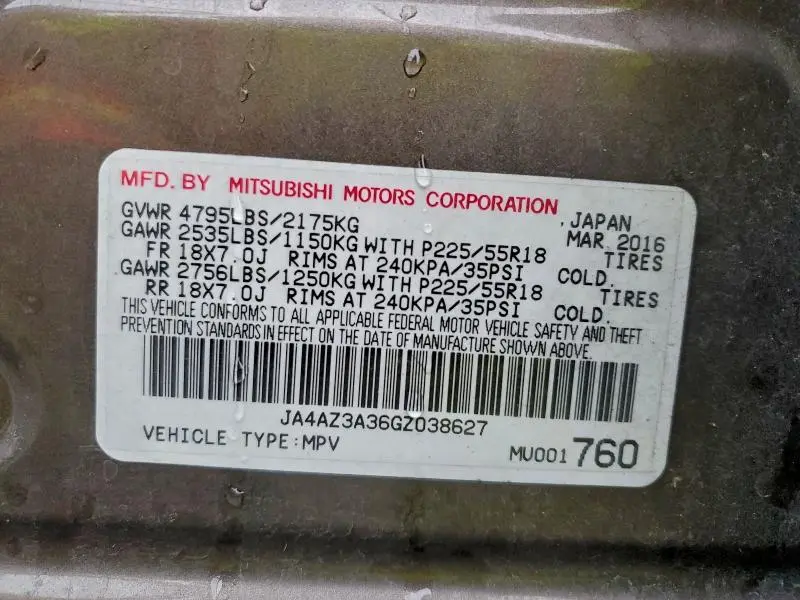 MFD. BY MITSUBISHI MOTORS CORPORATION JAPAN
GVWR 4795LBS/2175KG MAR 2016
GAWR 2535LBS/1150KG WITH P225/55R18 TIRES
FR 18X7.0J RIMS AT 240KPA/35PSI COLD.
GAWR 2756LBS/1250KG WITH P225/55R18 TIRES
RR 18X7.0J RIMS AT 240KPA/35PSI COLD.
THIS VEHICLE CONFORMS TO ALL APPLICABLE FEDERAL MOTOR VEHICLE SAFETY AND THEFT
PREVENTION STANDARDS IN EFFECT ON THE DATE OF MANUFACTURE SHOWN ABOVE.
JA4AZ3A36GZ038627
VEHICLE TYPE:MPV MU001760